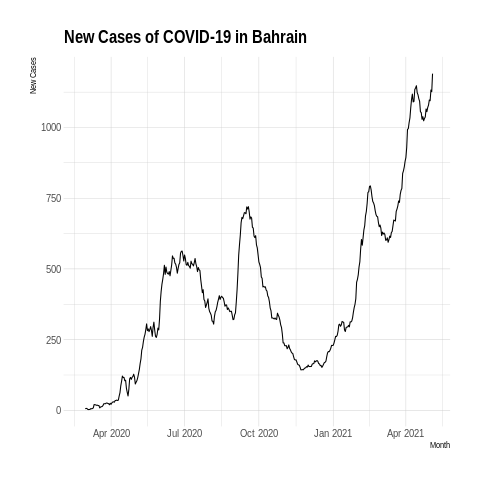 New Cases of COVID-19 in Bahrain
New Cases
1000
750
500
250
0
Apr 2020 Jul 2020 Oct 2020 Jan 2021 Apr 2021
Month